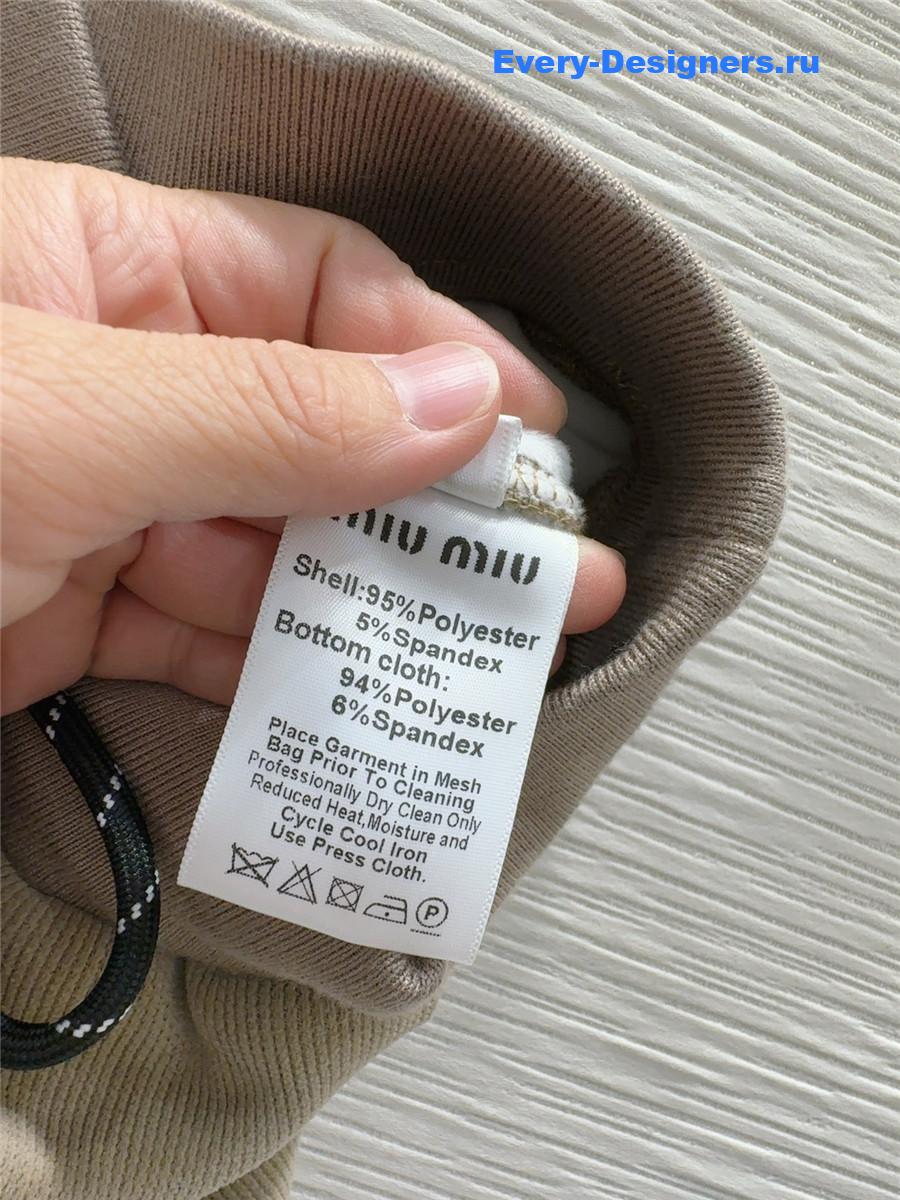 Every-Designers.ru
miu miu
Shell:95%Polyester
5%Spandex
Bottom cloth:
94%Polyester
6%Spandex
Place Garment in Mesh
Bag Prior To Cleaning
Professionally Dry Clean Only
Reduced Heat,Moisture and
Cycle Cool Iron
Use Press Cloth.
P